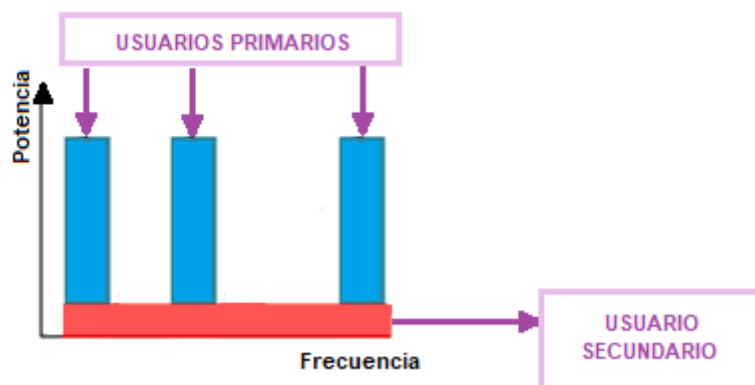 USUARIOS PRIMARIOS
Potencia
Frecuencia
USUARIO
SECUNDARIO